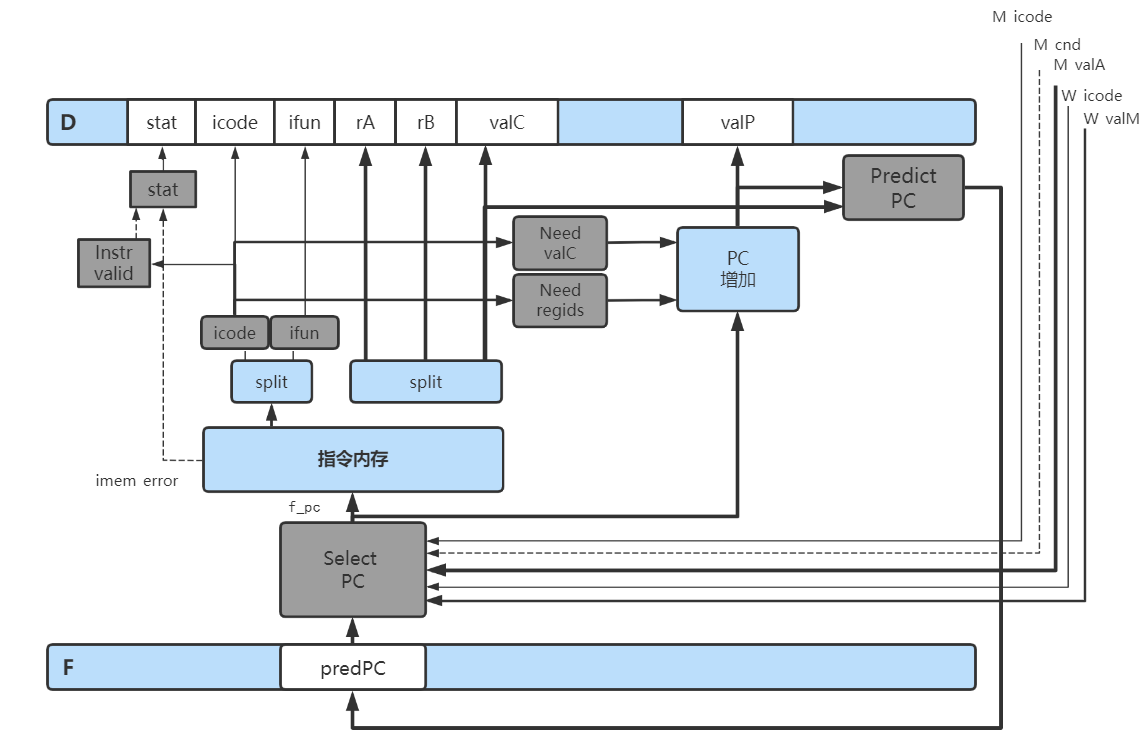 M icode
M cnd
M valA
W icode
W valM
D
stat
icode
ifun
rA
rB
valC
valP
stat
Predict
PC
Instr
valid
Need
valC
PC
增加
Need
regids
icode
ifun
split
split
指令内存
imem error
f_pc
Select
PC
F
predPC